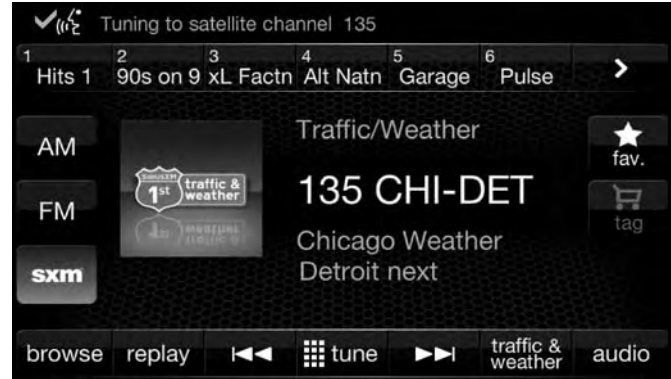 Tuning to satellite channel 135
1 2 3 4 5 6
Hits 1 90s on 9 xL Factn Alt Natn Garage Pulse
AM
FM
sxm
SIRIUSXM
1st traffic & weather
Traffic/Weather
135 CHI-DET
Chicago Weather
Detroit next
fav.
tag
browse replay tune traffic & weather audio